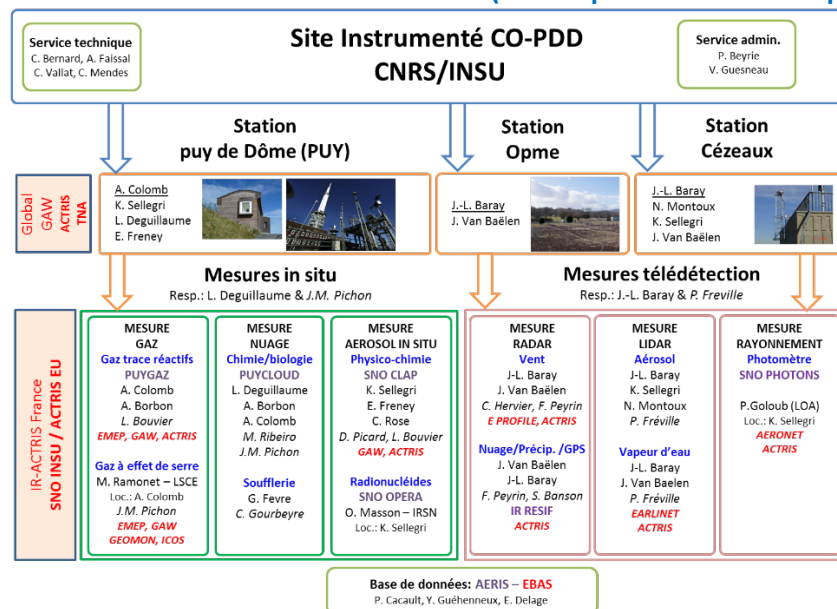 Service technique
C. Bernard, A. Faissal
C. Vallat, C. Mendes
Site Instrumenté CO-PDD
CNRS/INSU
Service admin.
P. Beyrie
V. Guesneau
Station
puy de Dôme (PUY)
Station
Opme
Station
Cézeaux
Global
GAW
ACTRIS
TNA
A. Colomb
K. Sellegri
L. Deguillaume
E. Freney
J.-L. Baray
J. Van Baëlen
J.-L. Baray
N. Montoux
K. Sellegri
J. Van Baëlen
Mesures in situ
Resp.: L. Deguillaume & J.M. Pichon
Mesures télédétection
Resp.: J.-L. Baray & P. Freville
IR-ACTRIS France
SNO INSU / ACTRIS EU
MESURE
GAZ
Gaz trace réactifs
PUYGAZ
A. Colomb
A. Borbon
L. Bouvier
EMEP, GAW, ACTRIS
Gaz à effet de serre
M. Ramonet – LSCE
Loc.: A. Colomb
J.M. Pichon
EMEP, GAW
GEOMON, ICOS
MESURE
NUAGE
Chimie/biologie
PUYCLOUD
L. Deguillaume
A. Borbon
A. Colomb
M. Ribeiro
J.M. Pichon
Soufflerie
G. Fevre
C. Gourbeyre
MESURE
AEROSOL IN SITU
Physico-chimie
SNO CLAP
K. Sellegri
E. Freney
C. Rose
D. Picard, L. Bouvier
GAW, ACTRIS
Radionucléides
SNO OPERA
O. Masson – IRSN
Loc.: K. Sellegri
MESURE
RADAR
Vent
J-L. Baray
J. Van Baëlen
C. Hervier, F. Peyrin
E PROFILE, ACTRIS
Nuage/Précip. /GPS
J. Van Baëlen
J-L. Baray
F. Peyrin, S. Banson
IR RESIF
ACTRIS
MESURE
LIDAR
Aérosol
J-L. Baray
K. Sellegri
N. Montoux
P. Fréville
Vapeur d'eau
J-L. Baray
J. Van Baelen
P. Fréville
EARLINET
ACTRIS
MESURE
RAYONNEMENT
Photomètre
SNO PHOTONS
P.Goloub (LOA)
Loc.: K. Sellegri
AERONET
ACTRIS
Base de données: AERIS – EBAS
P. Cacault, Y. Guéhenneux, E. Delage